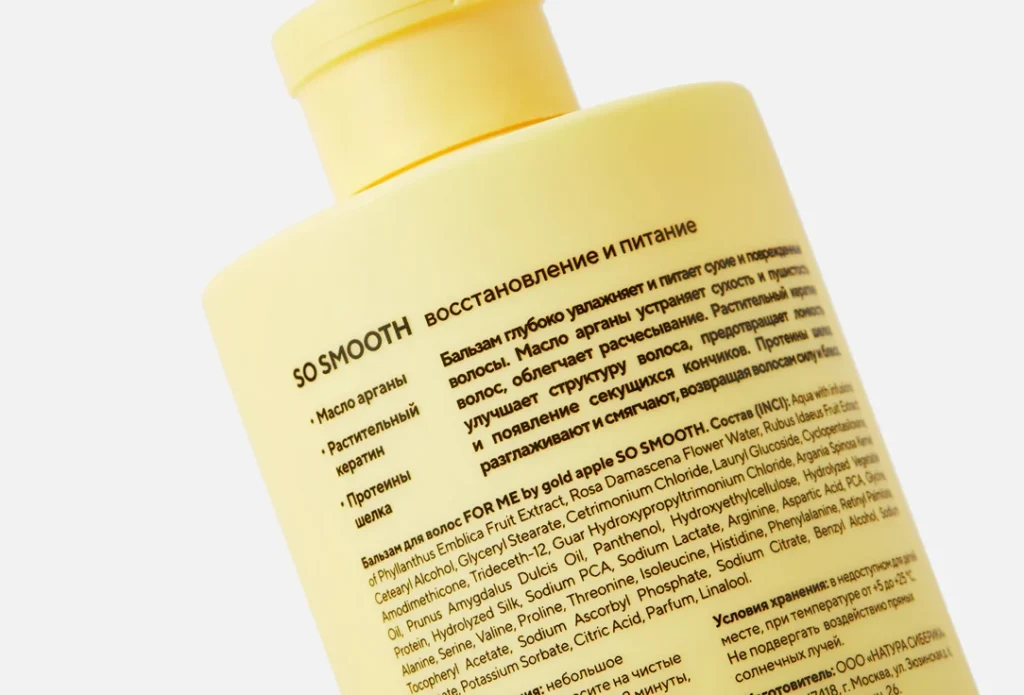 SO SMOOTH восстановление и питание
• Масло арганы
• Растительный
кератин
• Протеины
шелка
Бальзам глубоко увлажняет и питает сухие и поврежденные
волосы. Масло арганы устраняет сухость и пушистость
волос, облегчает расчесывание. Растительный кератин
улучшает структуру волоса, предотвращает ломкость
и появление секущихся кончиков. Протеины шелка
разглаживают и смягчают, возвращая волосам силу и блеск.
Бальзам для волос FOR ME by gold apple SO SMOOTH. Состав (INCI): Aqua with infusions
of Phyllanthus Emblica Fruit Extract, Rosa Damascena Flower Water, Rubus Idaeus Fruit Extract,
Cetearyl Alcohol, Glyceryl Stearate, Cetrimonium Chloride, Lauryl Glucoside, Cyclopentasiloxane,
Amodimethicone, Trideceth-12, Guar Hydroxypropyltrimonium Chloride, Argania Spinosa Kernel
Oil, Prunus Amygdalus Dulcis Oil, Panthenol, Hydroxyethylcellulose, Hydrolyzed Vegetable
Protein, Hydrolyzed Silk, Sodium PCA, Sodium Lactate, Arginine, Aspartic Acid, PCA, Glycine,
Alanine, Serine, Valine, Proline, Threonine, Isoleucine, Histidine, Phenylalanine, Retinyl Palmitate,
Tocopheryl Acetate, Sodium Ascorbyl Phosphate, Sodium Citrate, Benzyl Alcohol, Sodium
Potassium Sorbate, Citric Acid, Parfum, Linalool.
небольшое
на чистые
минуты,
Условия хранения: в недоступном для детей
месте, при температуре от +5 до +25 °C.
Не подвергать воздействию прямых
солнечных лучей.
Изготовитель: ООО «НАТУРА СИБЕРИКА»
г. Москва, ул. Зюзинская
26